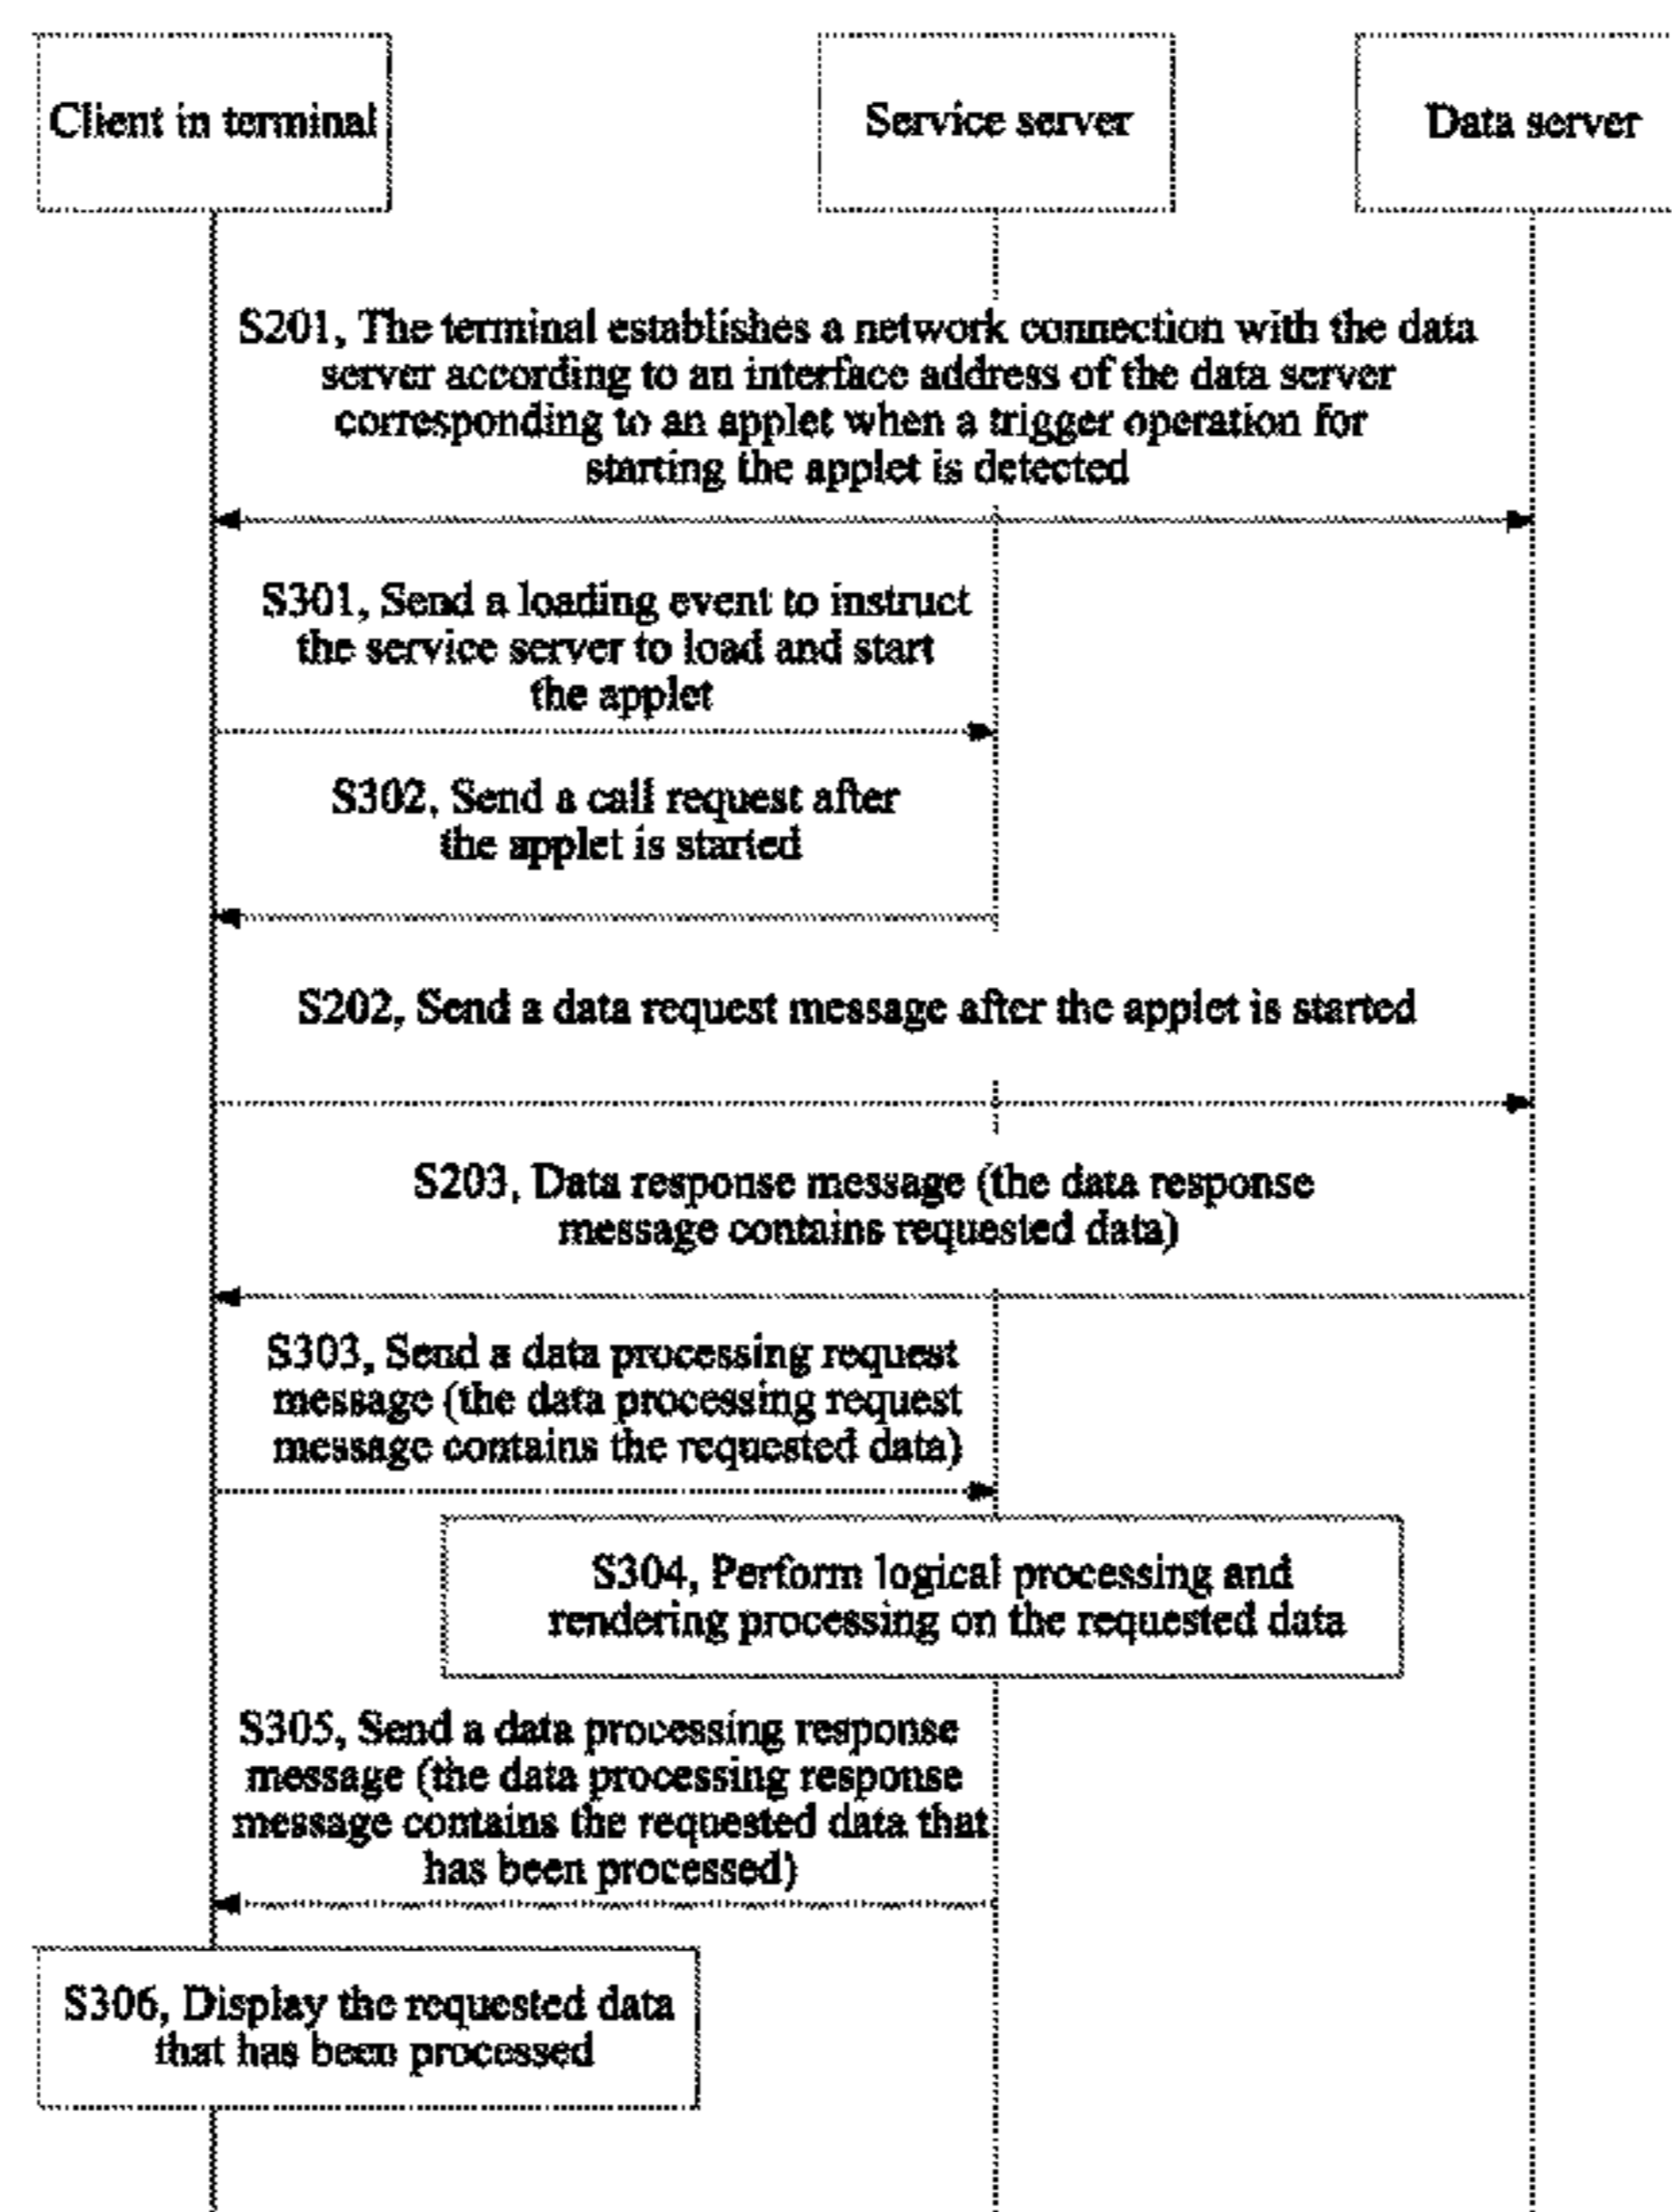 Client in terminal
Service server
Data server
S201, The terminal establishes a network connection with the data
server according to an interface address of the data server
corresponding to an applet when a trigger operation for
starting the applet is detected
S301, Send a loading event to instruct
the service server to load and start
the applet
S302, Send a call request after
the applet is started
S202, Send a data request message after the applet is started
S203, Data response message (the data response
message contains requested data)
S303, Send a data processing request
message (the data processing request
message contains the requested data)
S304, Perform logical processing and
rendering processing on the requested data
S305, Send a data processing response
message (the data processing response
message contains the requested data that
has been processed)
S306, Display the requested data
that has been processed